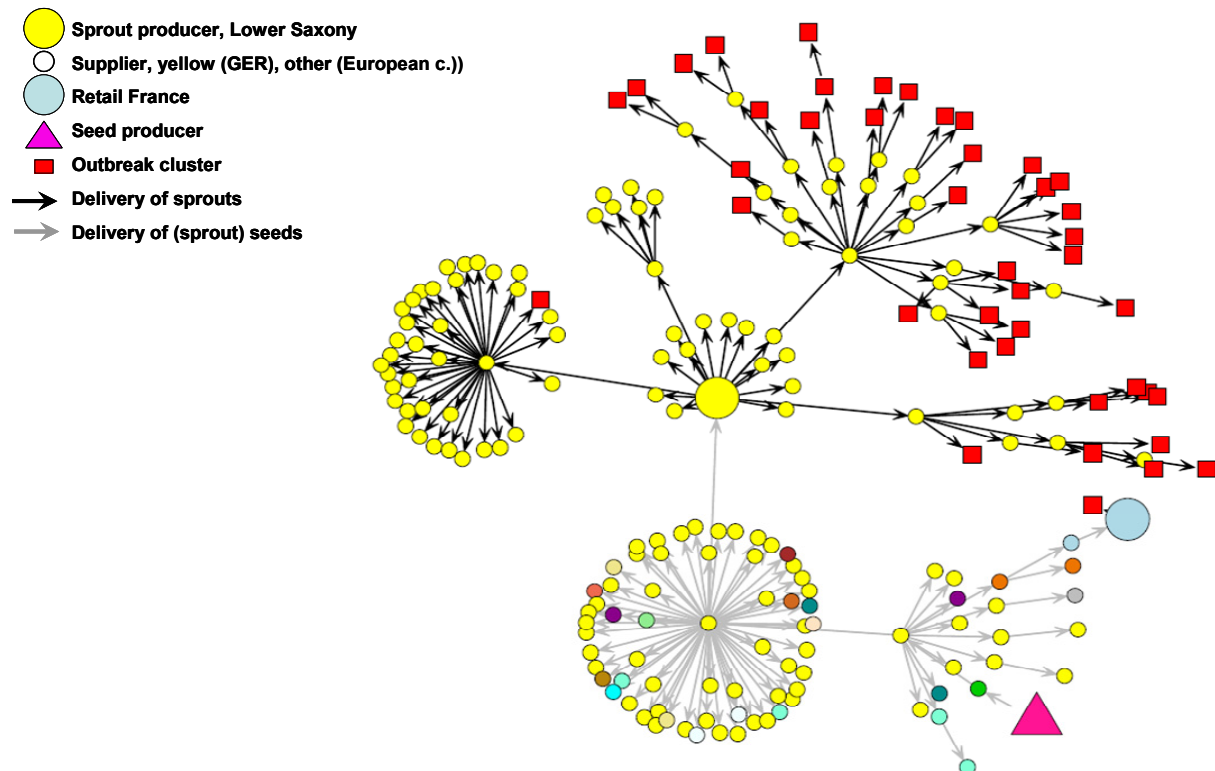 Sprout producer, Lower Saxony
Supplier, yellow (GER), other (European c.))
Retail France
Seed producer
Outbreak cluster
Delivery of sprouts
Delivery of (sprout) seeds